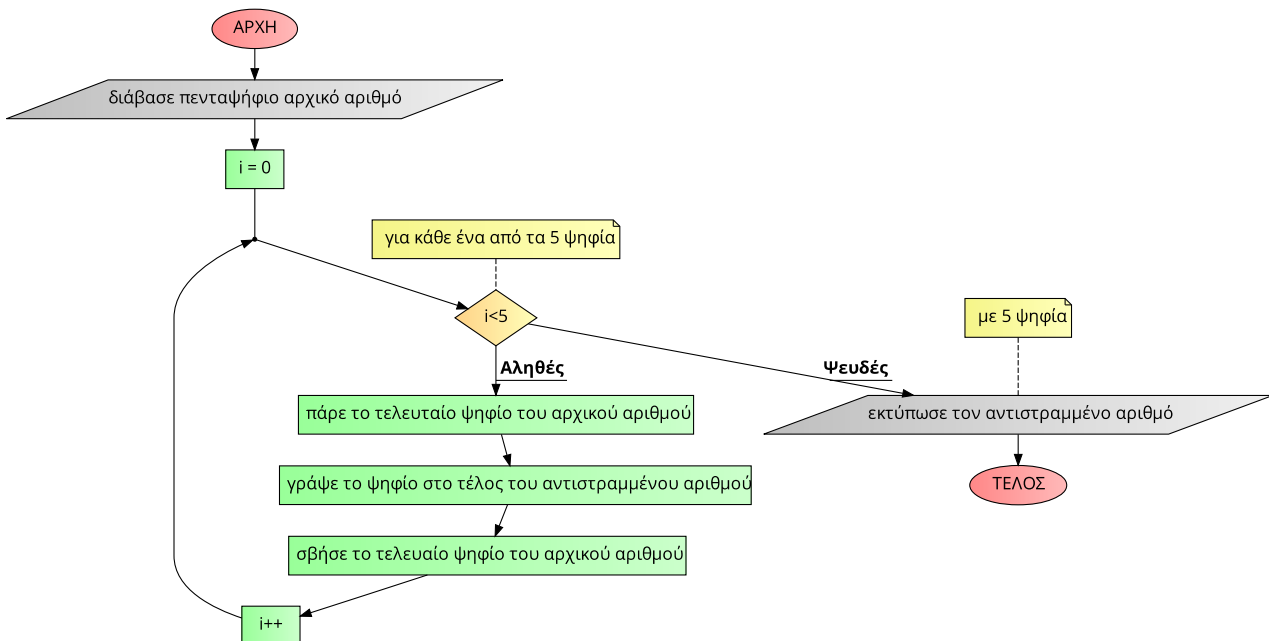 ΑΡΧΗ
διάβασε πενταψήφιο αρχικό αριθμό
i = 0
για κάθε ένα από τα 5 ψηφία
i<5
με 5 ψηφία
Αληθές
Ψευδές
πάρε το τελευταίο ψηφίο του αρχικού αριθμού
εκτύπωσε τον αντιστραμμένο αριθμό
γράψε το ψηφίο στο τέλος του αντιστραμμένου αριθμού
ΤΕΛΟΣ
σβήσε το τελευαίο ψηφίο του αρχικού αριθμού
i++